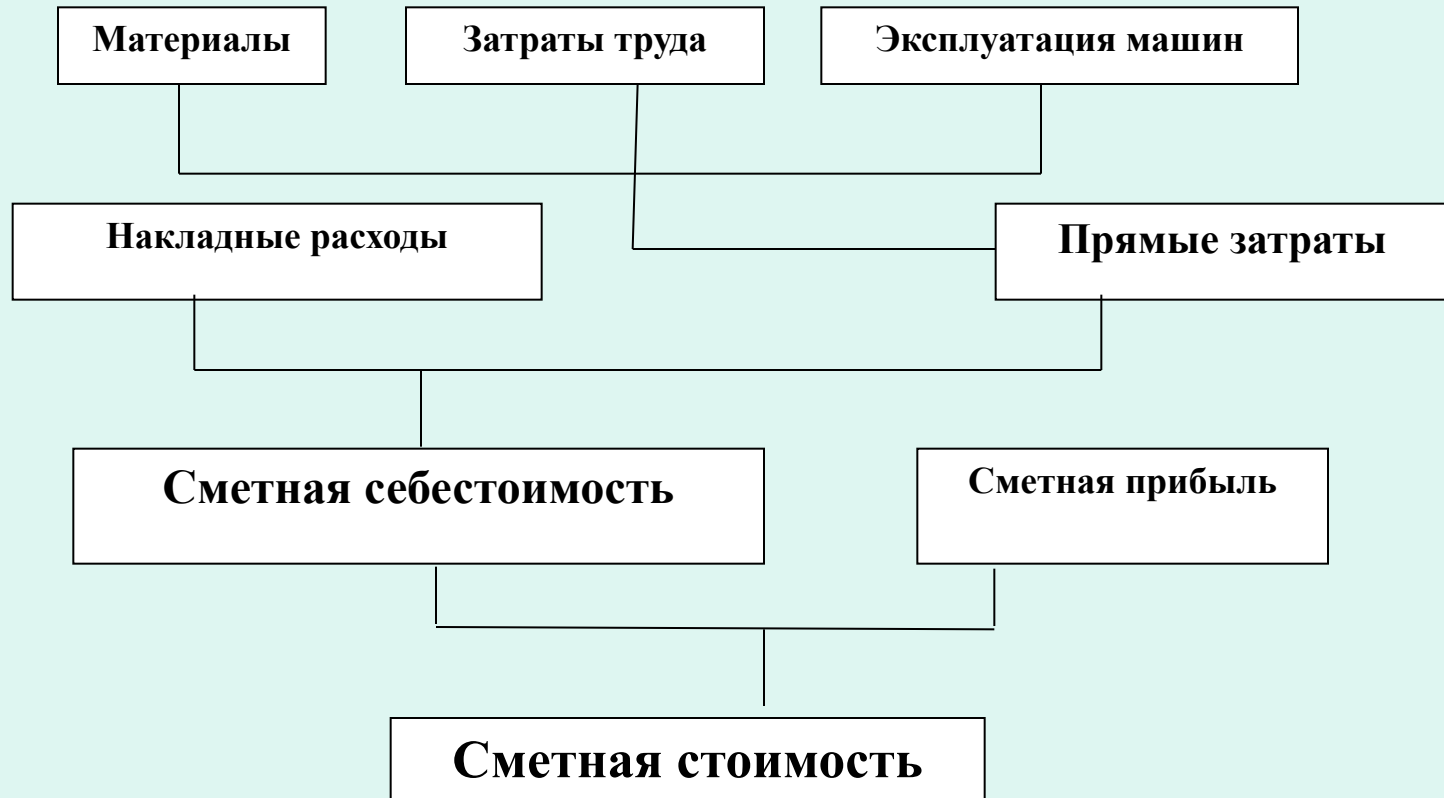 Материалы
Затраты труда
Эксплуатация машин
Накладные расходы
Прямые затраты
Сметная себестоимость
Сметная прибыль
Сметная стоимость